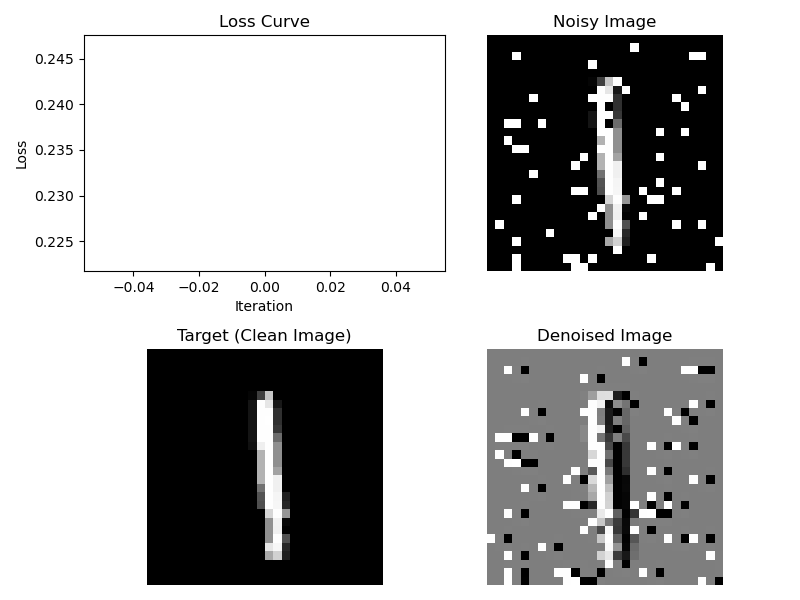 Loss Curve
Noisy Image
0.245
0.240
0.235
0.230
0.225
Loss
−0.04
−0.02
0.00
0.02
0.04
Iteration
Target (Clean Image)
Denoised Image